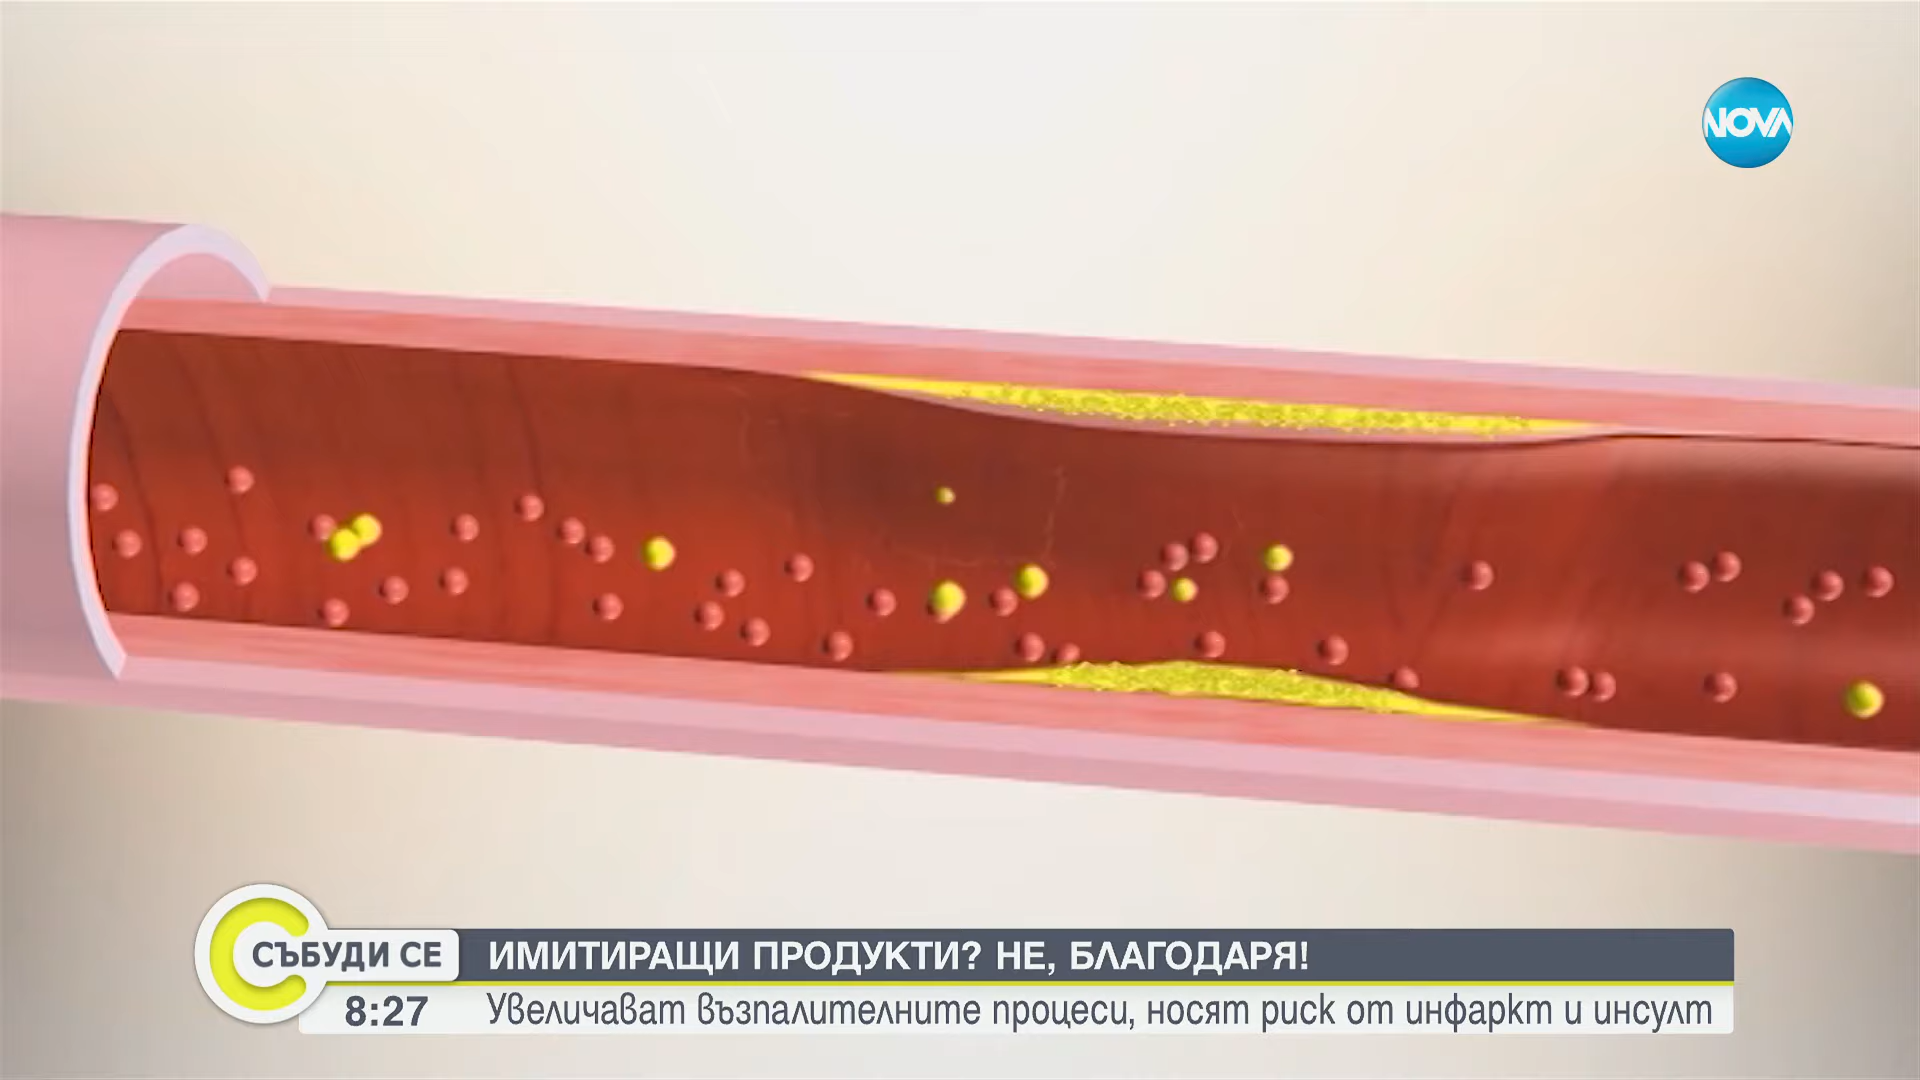 NOVA
СЪБУДИ СЕ
ИМИТИРАЩИ ПРОДУКТИ? НЕ, БЛАГОДАРЯ!
8:27
Увеличават възпалителните процеси, носят риск от инфаркт и инсулт